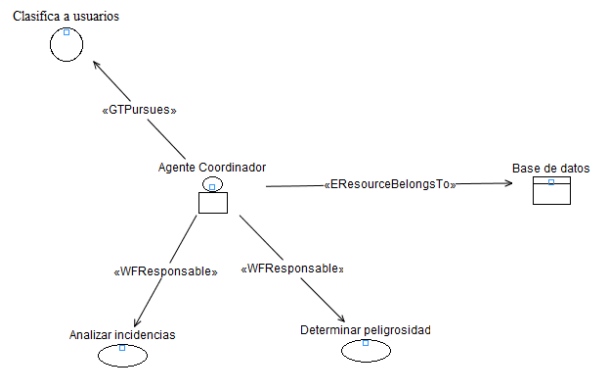 Clasifica a usuarios
«GTPursues»
Agente Coordinador
Base de datos
«EResourceBelongsTo»
«WFResponsable»
«WFResponsable»
Analizar incidencias
Determinar peligrosidad